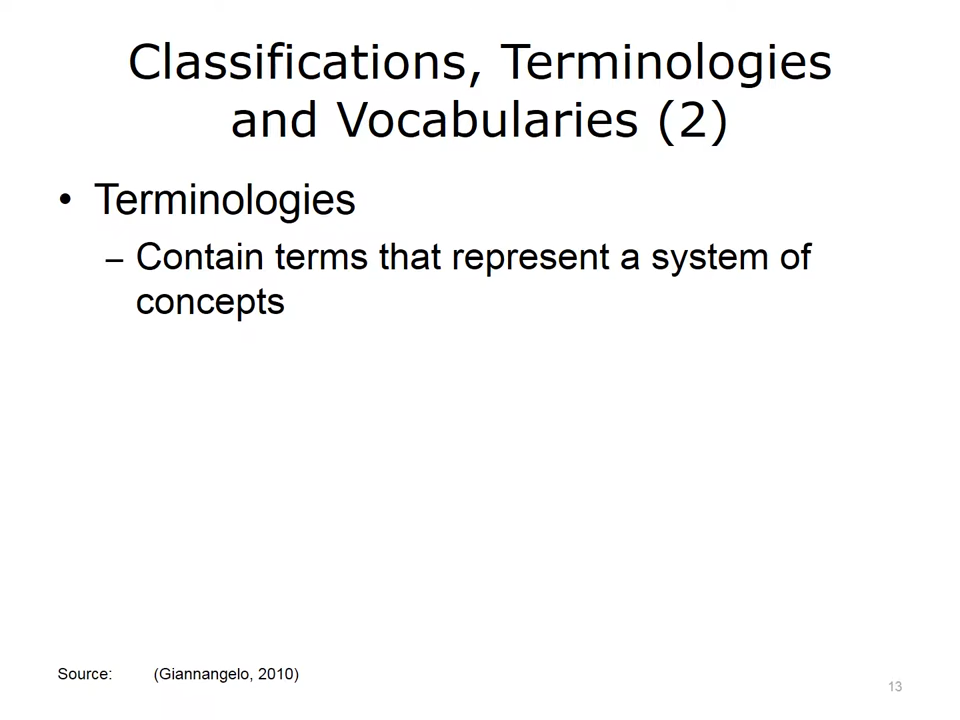 Classifications, Terminologies
and Vocabularies (2)
• Terminologies
– Contain terms that represent a system of
concepts
Source: (Giannangelo, 2010)
13